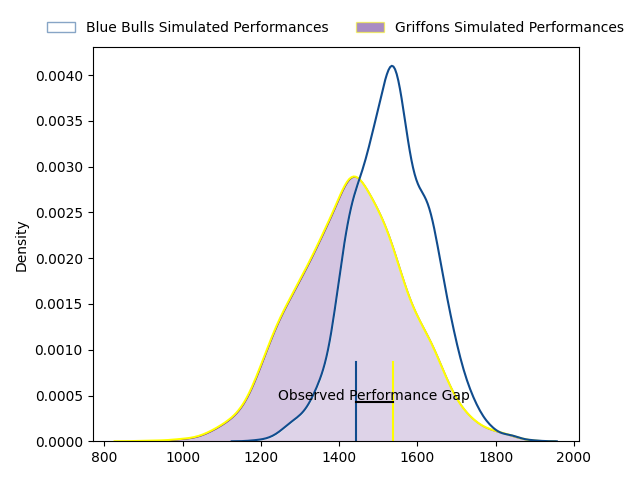 Blue Bulls Simulated Performances
Griffons Simulated Performances
0.0040
0.0035
0.0030
0.0025
0.0020
0.0015
0.0010
0.0005
0.0000
Density
Observed Performance Gap
800 1000 1200 1400 1600 1800 2000